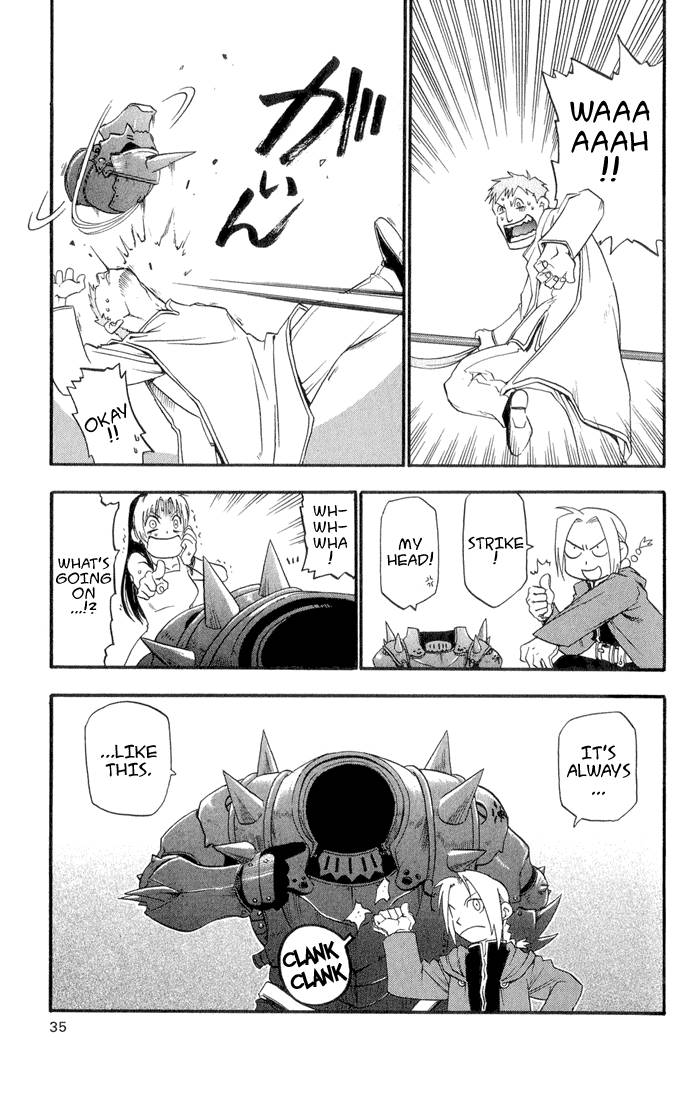 WAAA
AAAH
!!
ガいん
OKAY
!!
STRIKE
!
MY
HEAD!
WH-
WH-
WHA
!
WHAT'S
GOING
ON
...!?
IT'S
ALWAYS
...
...LIKE
THIS.
CLANK
CLANK
35